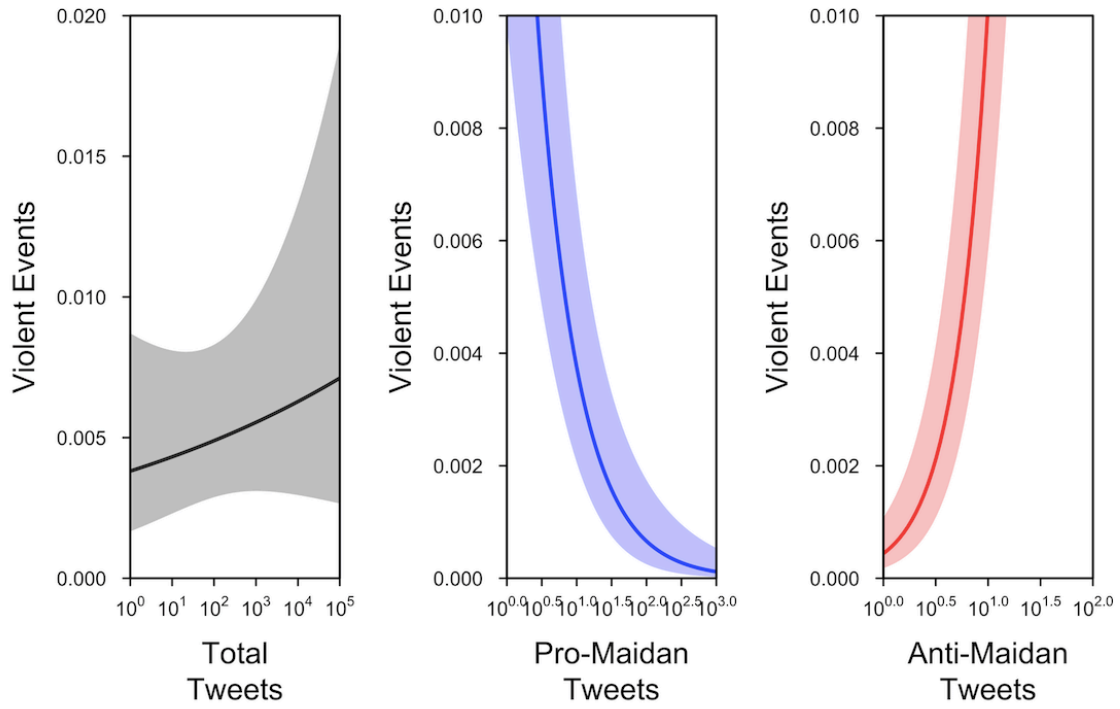 0.020
0.015
0.010
0.005
0.000
Violent Events
10^0 10^1 10^2 10^3 10^4 10^5
Total
Tweets
0.010
0.008
0.006
0.004
0.002
0.000
Violent Events
10^0.0 10^0.5 10^1.0 10^1.5 10^2.0 10^2.5 10^3.0
Pro-Maidan
Tweets
0.010
0.008
0.006
0.004
0.002
0.000
Violent Events
10^0.0 10^0.5 10^1.0 10^1.5 10^2.0
Anti-Maidan
Tweets